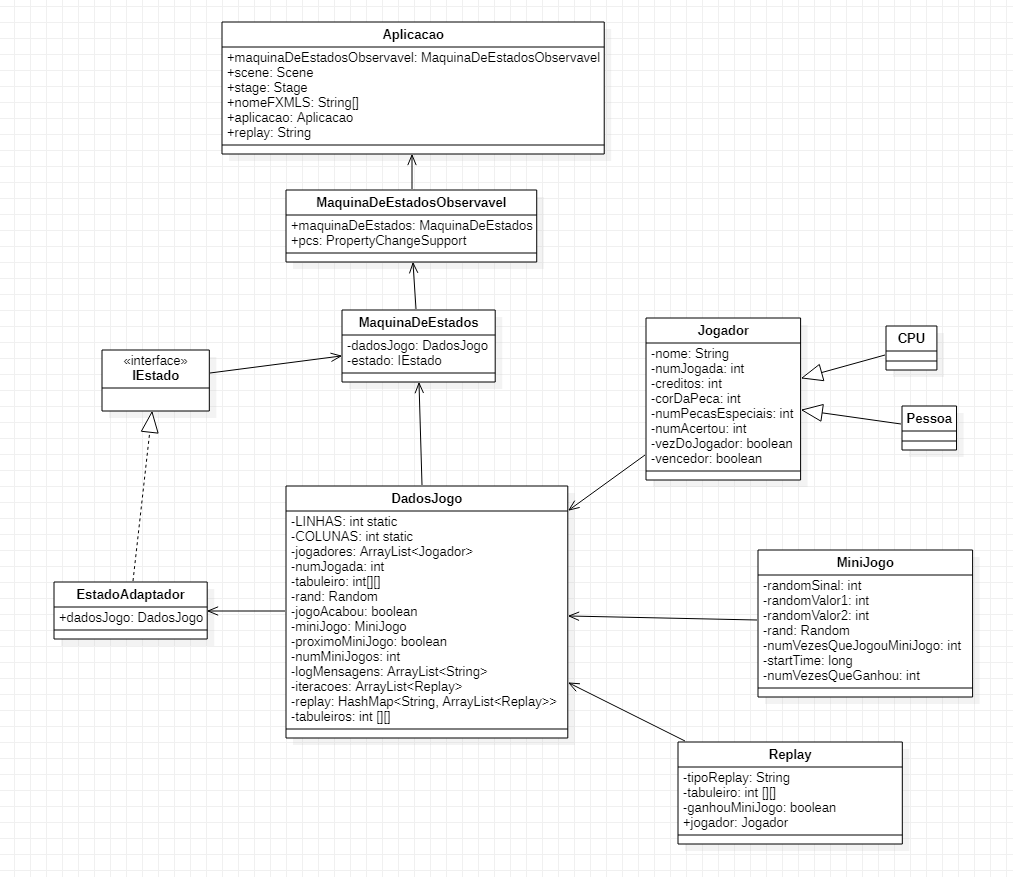 Aplicacao
+maquinaDeEstadosObservavel: MaquinaDeEstadosObservavel
+scene: Scene
+stage: Stage
+nomeFXMLS: String[]
+aplicacao: Aplicacao
+replay: String
MaquinaDeEstadosObservavel
+maquinaDeEstados: MaquinaDeEstados
+pcs: PropertyChangeSupport
MaquinaDeEstados
-dadosJogo: DadosJogo
-estado: IEstado
«interface»
IEstado
Jogador
-nome: String
-numJogada: int
-creditos: int
-corDaPeca: int
-numPecasEspeciais: int
-numAcertou: int
-vezDoJogador: boolean
-vencedor: boolean
CPU
Pessoa
DadosJogo
-LINHAS: int static
-COLUNAS: int static
-jogadores: ArrayList<Jogador>
-numJogada: int
-tabuleiro: int[][]
-rand: Random
-jogoAcabou: boolean
-miniJogo: MiniJogo
-proximoMiniJogo: boolean
-numMiniJogos: int
-logMensagens: ArrayList<String>
-iteracoes: ArrayList<Replay>
-replay: HashMap<String, ArrayList<Replay>>
-tabuleiros: int [][]
EstadoAdaptador
+dadosJogo: DadosJogo
MiniJogo
-randomSinal: int
-randomValor1: int
-randomValor2: int
-rand: Random
-numVezesQueJogouMiniJogo: int
-startTime: long
-numVezesQueGanhou: int
Replay
-tipoReplay: String
-tabuleiro: int [][]
-ganhouMiniJogo: boolean
+jogador: Jogador